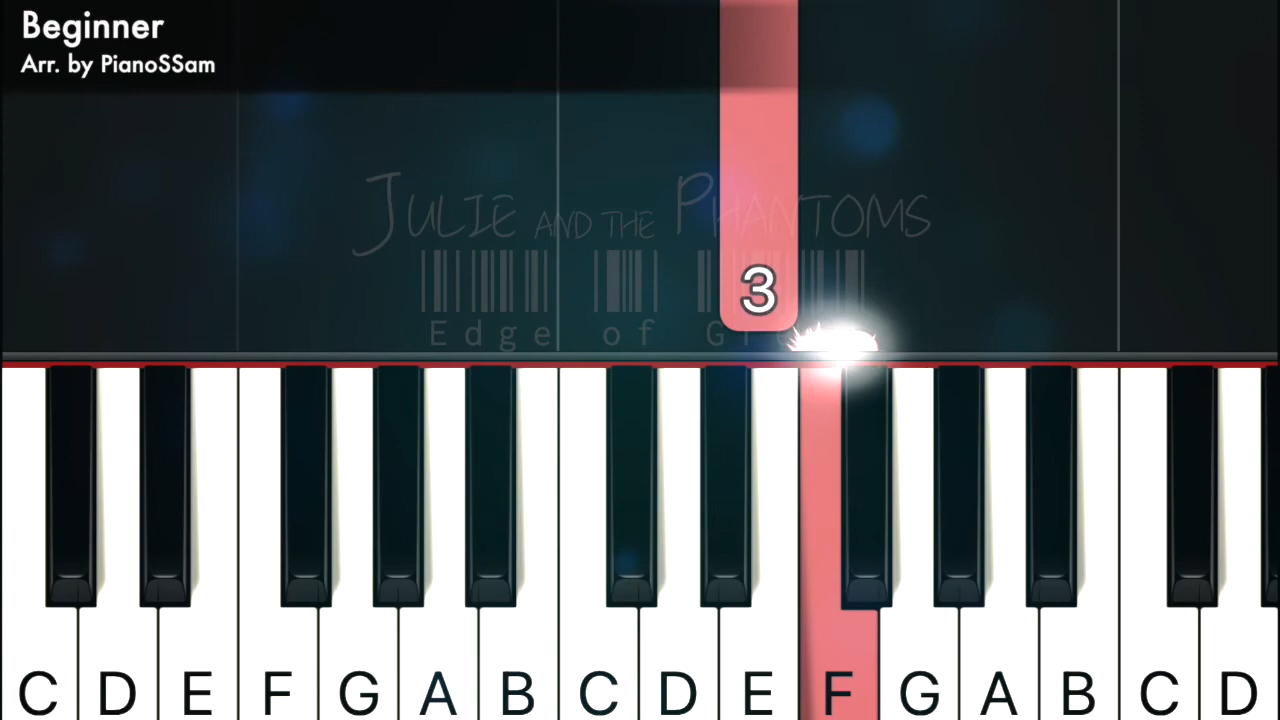 Beginner
Arr. by PianoSSam
JULIE AND THE PHANTOMS
3
Edge of
C D E F G A B C D E F G A B C D